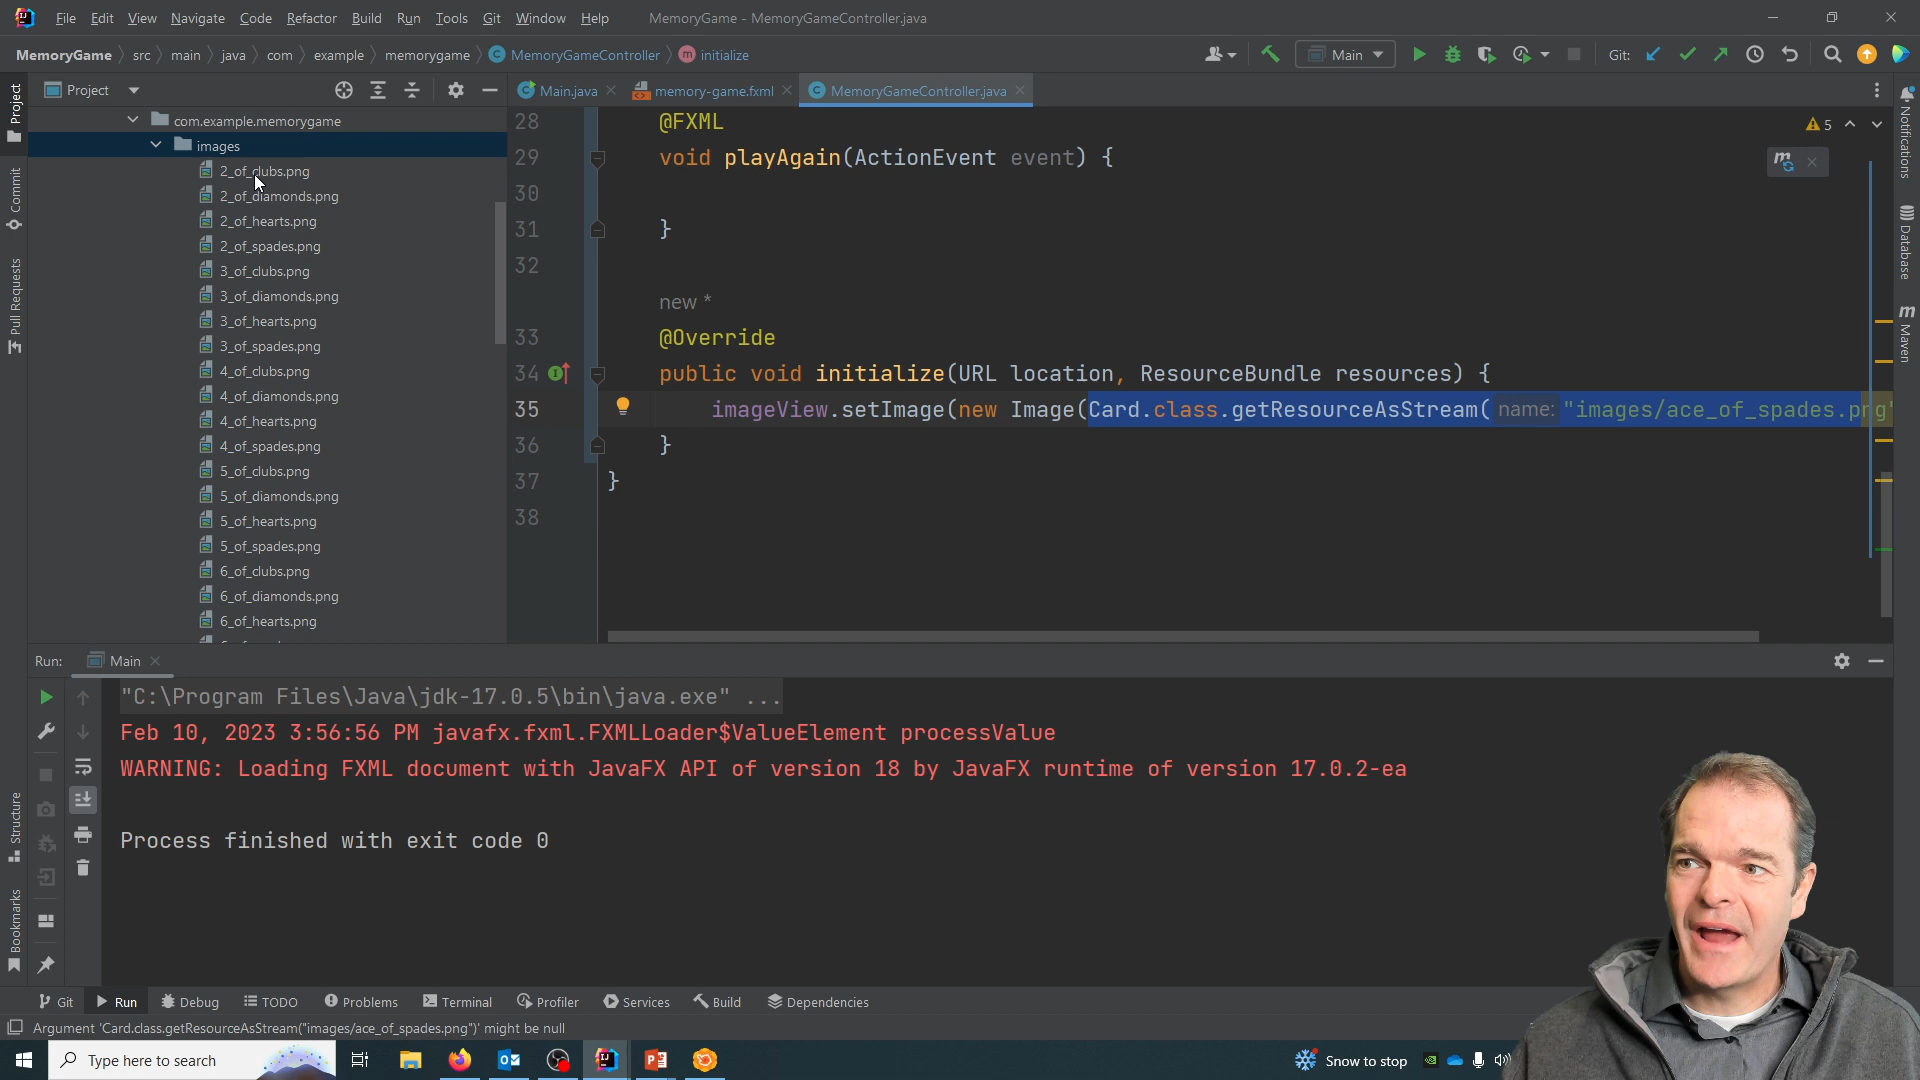 File Edit View Navigate Code Refactor Build Run Tools Git Window Help MemoryGame - MemoryGameController.java
MemoryGame src main java com example memorygame MemoryGameController initialize Main Git:
Project
Main.java memory-game.fxml MemoryGameController.java
com.example.memorygame
images
2_of_clubs.png
2_of_diamonds.png
2_of_hearts.png
2_of_spades.png
3_of_clubs.png
3_of_diamonds.png
3_of_hearts.png
3_of_spades.png
4_of_clubs.png
4_of_diamonds.png
4_of_hearts.png
4_of_spades.png
5_of_clubs.png
5_of_diamonds.png
5_of_hearts.png
5_of_spades.png
6_of_clubs.png
6_of_diamonds.png
6_of_hearts.png
28 @FXML
29 void playAgain(ActionEvent event) {
30
31 }
32
new *
33 @Override
34 public void initialize(URL location, ResourceBundle resources) {
35 imageView.setImage(new Image(Card.class.getResourceAsStream( name: "images/ace_of_spades.png"
36 }
37 }
38
5
Project
Commit
Pull Requests
Structure
Bookmarks
Notifications
Database
Maven
Run: Main
"C:\Program Files\Java\jdk-17.0.5\bin\java.exe" ...
Feb 10, 2023 3:56:56 PM javafx.fxml.FXMLLoader$ValueElement processValue
WARNING: Loading FXML document with JavaFX API of version 18 by JavaFX runtime of version 17.0.2-ea
Process finished with exit code 0
Git Run Debug TODO Problems Terminal Profiler Services Build Dependencies
Argument 'Card.class.getResourceAsStream("images/ace_of_spades.png")' might be null
Type here to search
Snow to stop